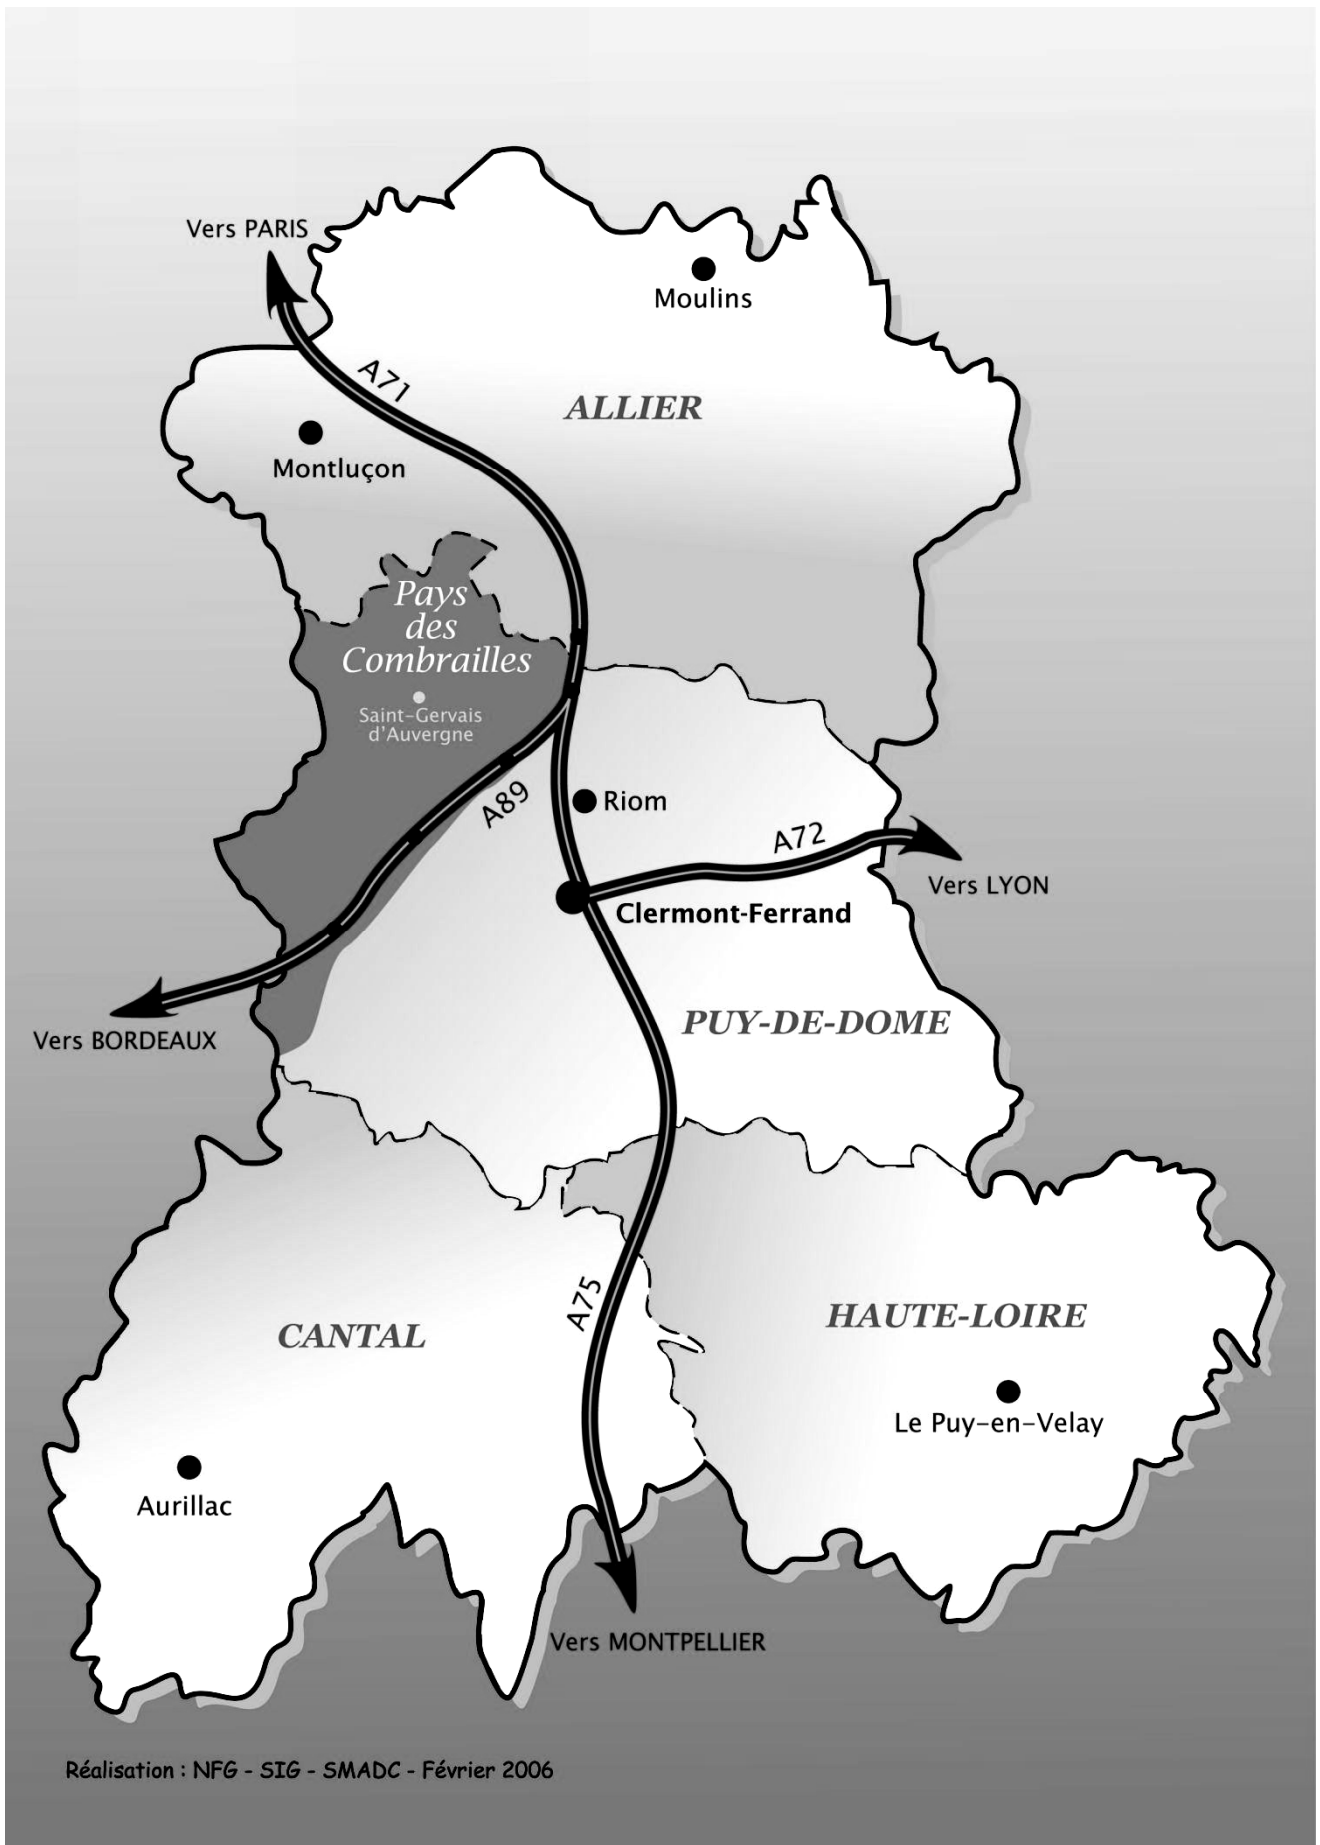 Vers PARIS
Moulins
A71
ALLIER
Montluçon
Pays
des
Combrailles
Saint-Gervais
d'Auvergne
A89
Riom
A72
Vers LYON
Clermont-Ferrand
PUY-DE-DOME
Vers BORDEAUX
A75
HAUTE-LOIRE
CANTAL
Le Puy-en-Velay
Aurillac
Vers MONTPELLIER
Réalisation : NFG - SIG - SMADC - Février 2006